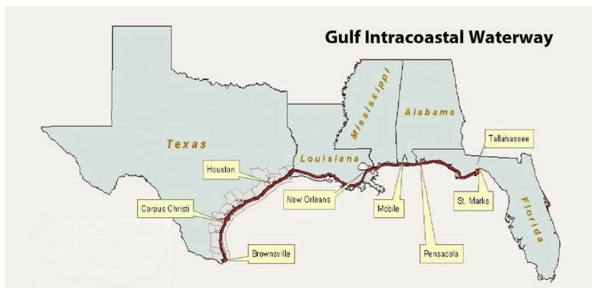 Gulf Intracoastal Waterway
Mississippi
Alabama
Texas
Tallahassee
Louisiana
Houston
New Orleans
Mobile
St. Marks
Corpus Christi
Florida
Brownsville
Pensacola